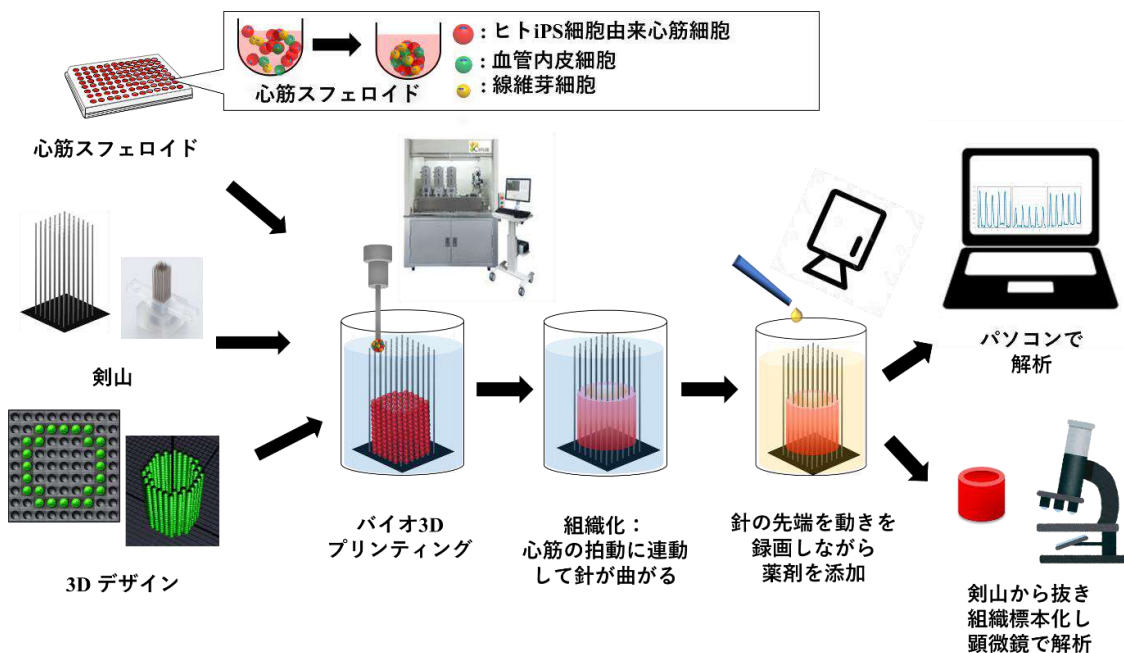 ：ヒトiPS細胞由来心筋細胞
：血管内皮細胞
：線維芽細胞
心筋スフェロイド
心筋スフェロイド
剣山
3D デザイン
バイオ3D
プリンティング
組織化：
心筋の拍動に連動
して針が曲がる
針の先端を動きを
録画しながら
薬剤を添加
パソコンで
解析
剣山から抜き
組織標本化し
顕微鏡で解析